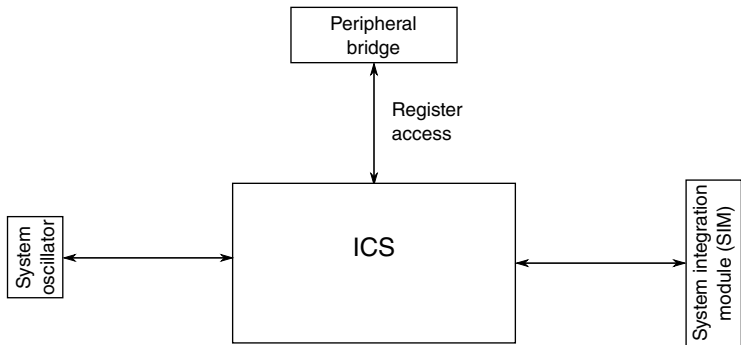 Peripheral
bridge
Register
access
ICS
System
oscillator
System integration
module (SIM)